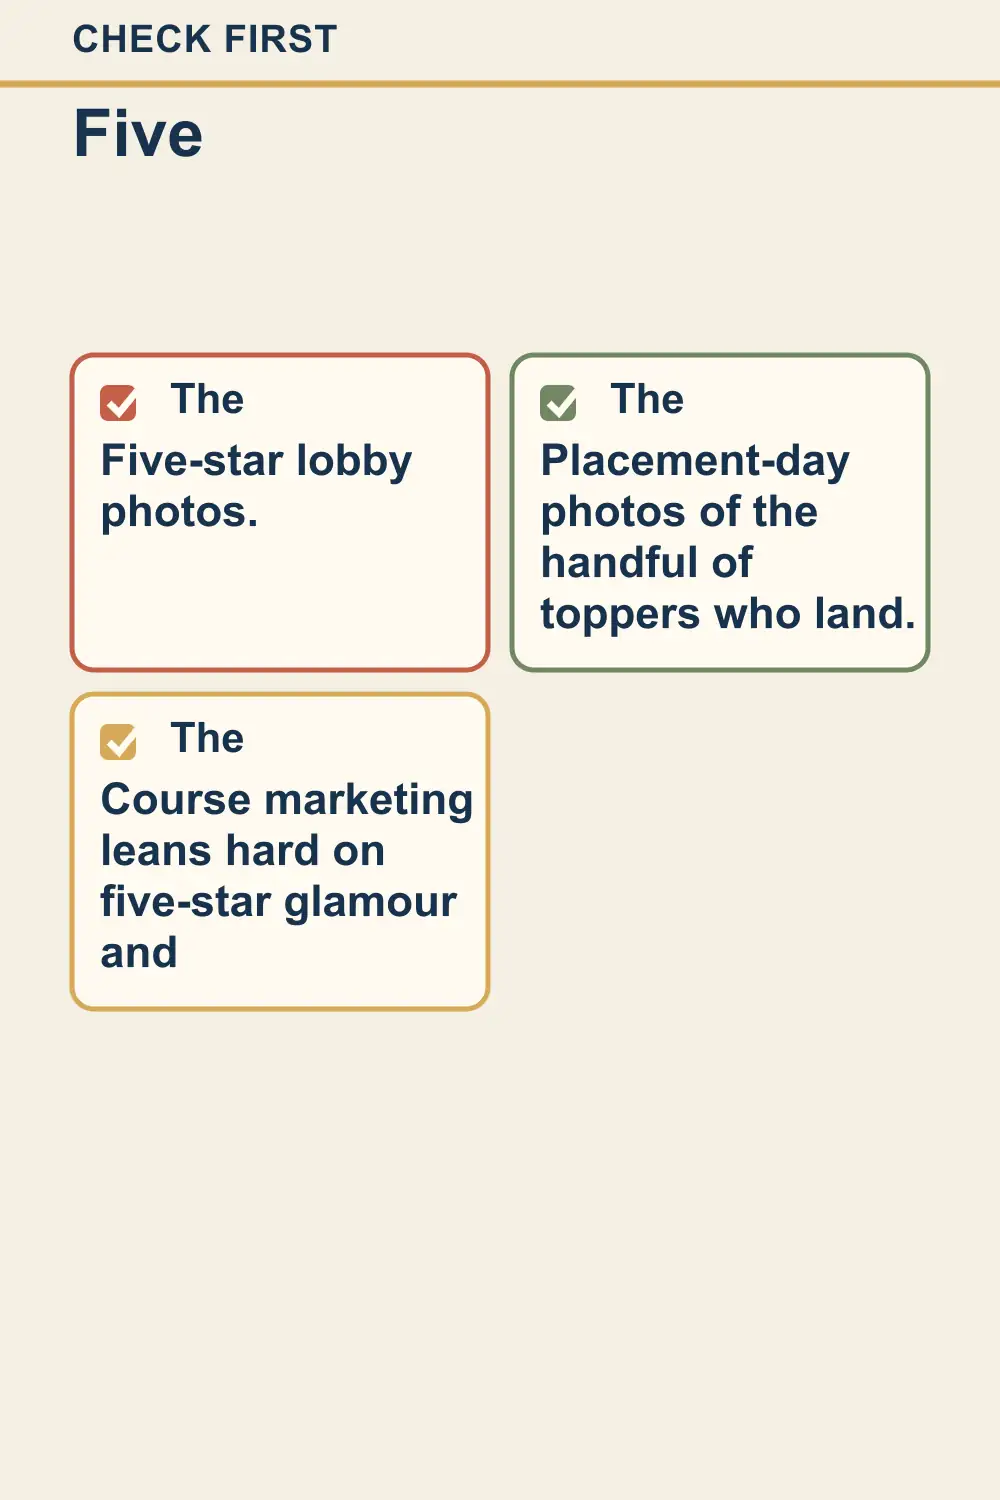 CHECK FIRST
Five
The
Five-star lobby
photos.
The
Placement-day
photos of the
handful of
toppers who land.
The
Course marketing
leans hard on
five-star glamour
and